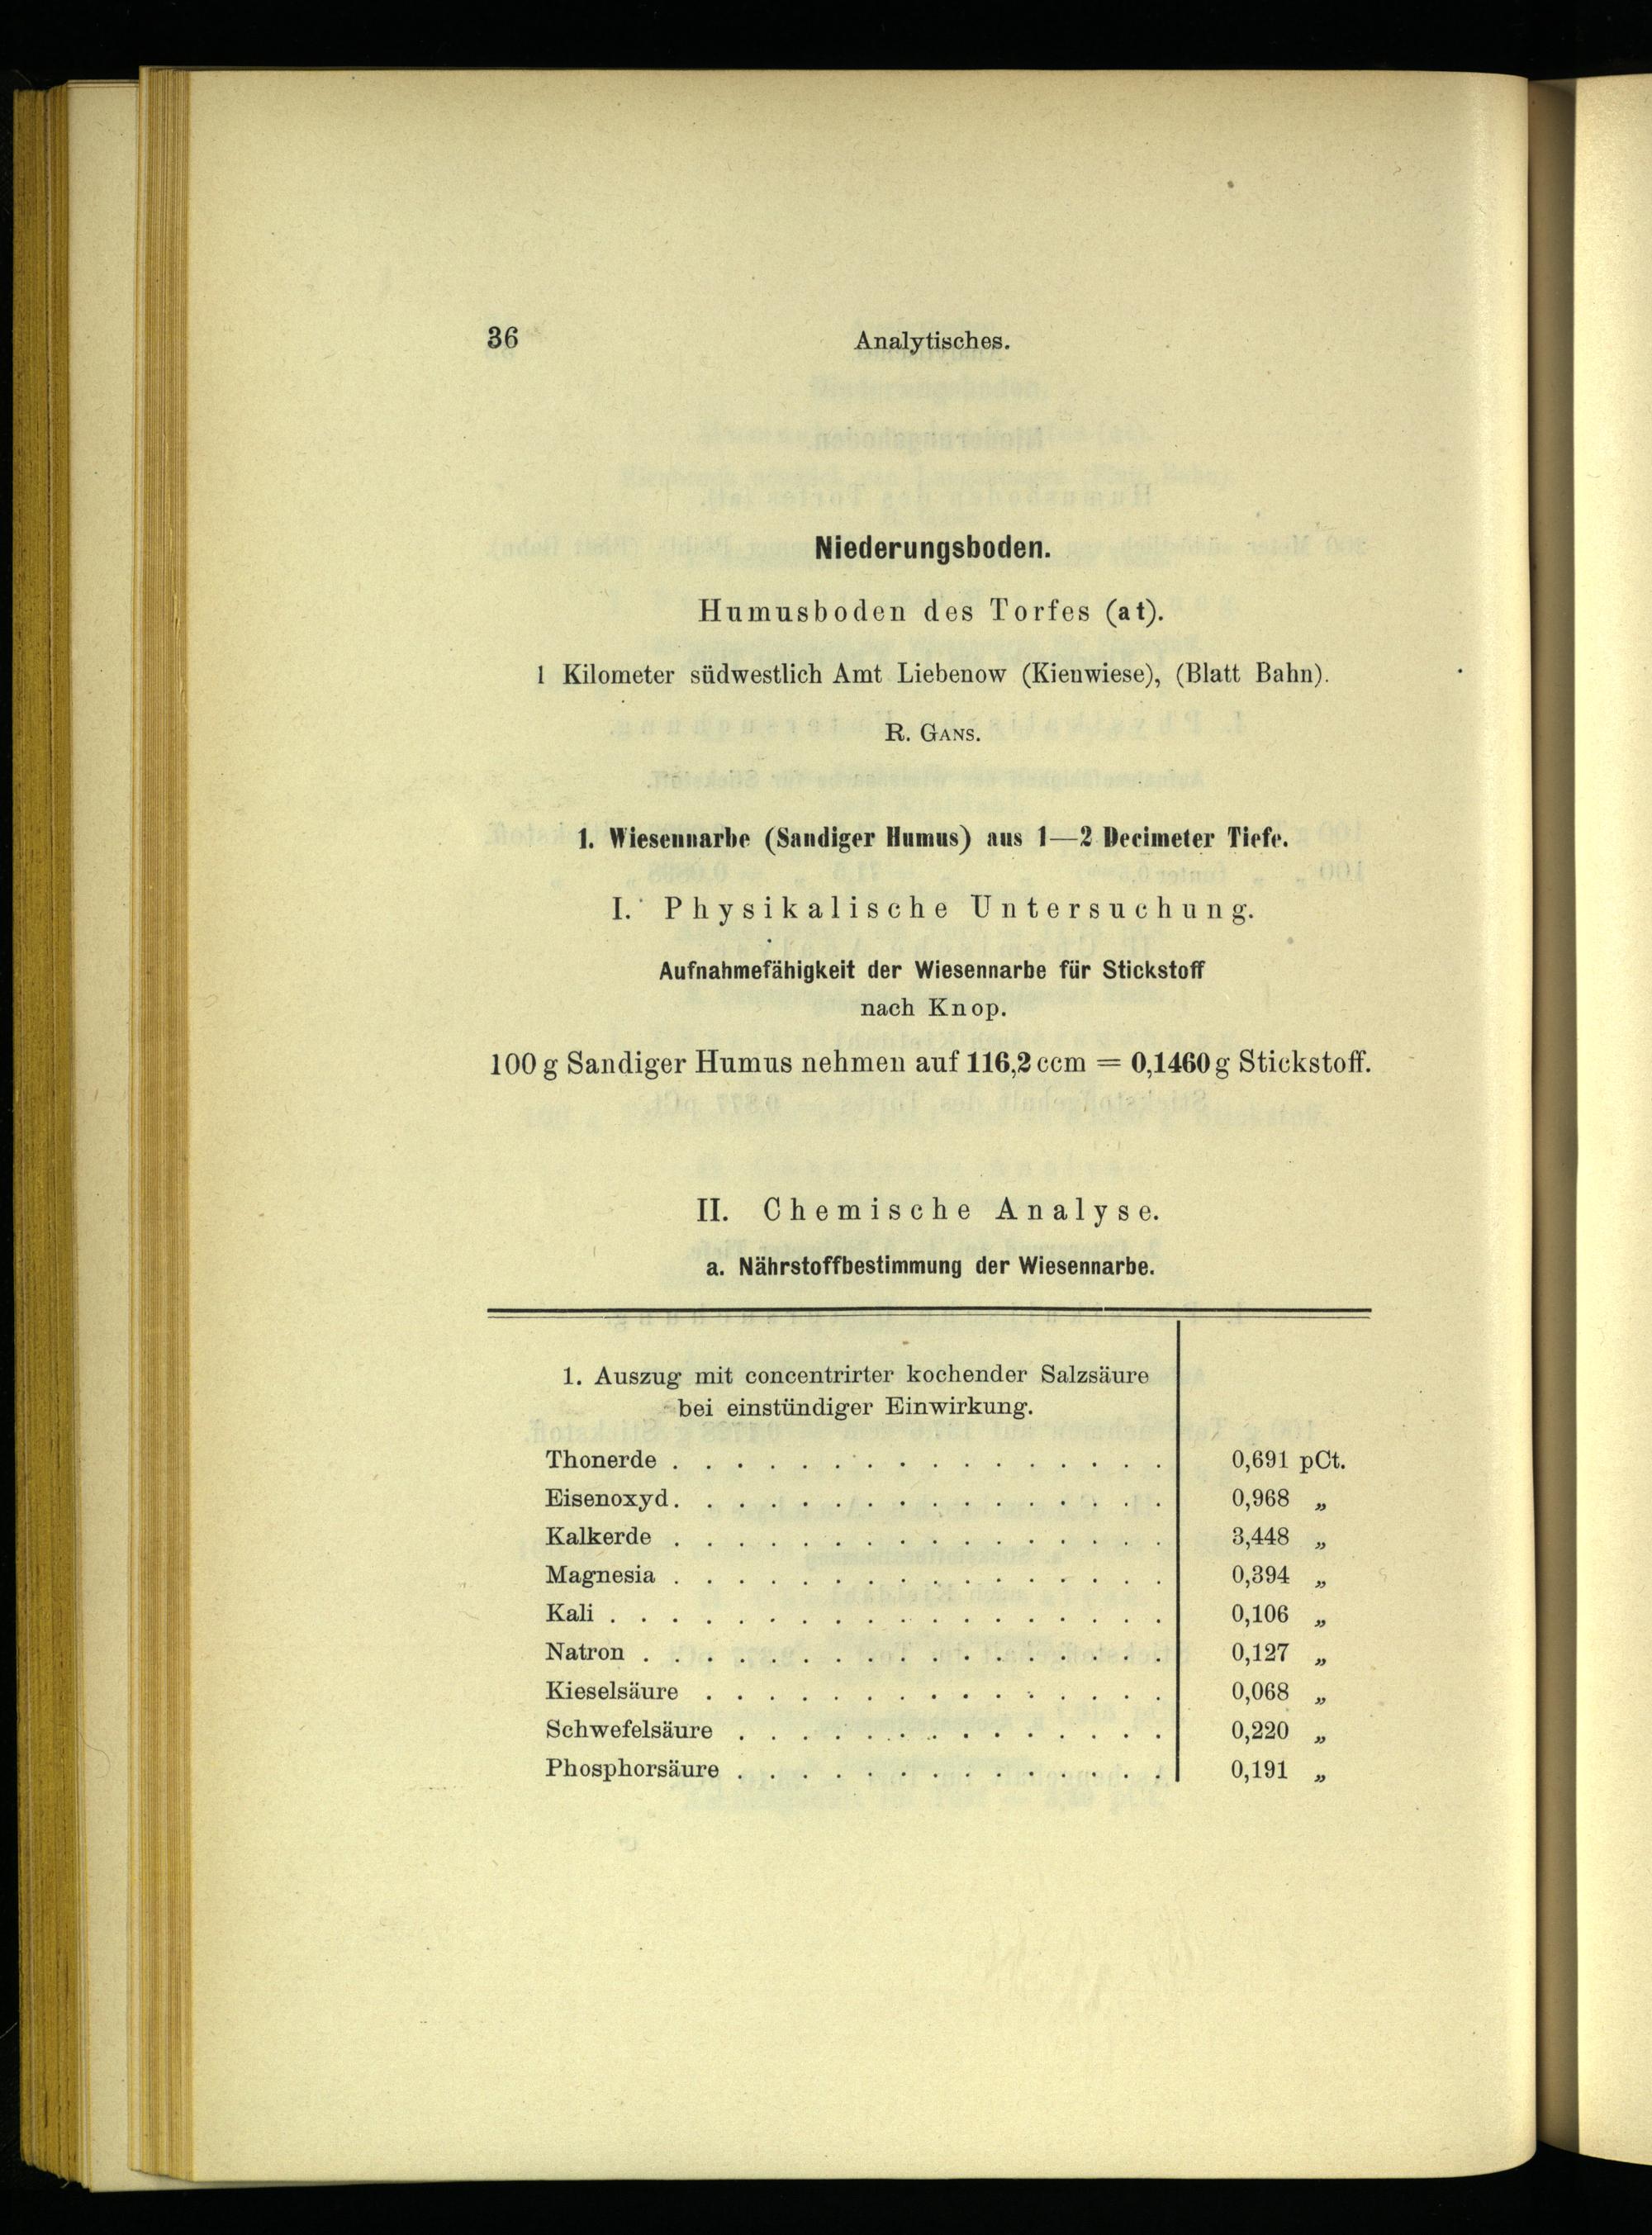 36 Analytisches.
Niederungsboden.
Humusboden des Torfes (at).
1 Kilometer südwestlich Amt Liebenow (Kienwiese), (Blatt Bahn).
R. Gans.
1. Wiesennarbe (Sandiger Humus) aus 1—2 Decimeter Tiefe.
I. Physikalische Untersuchung.
Aufnahmefähigkeit der Wiesennarbe für Stickstoff
nach Knop.
100 g Sandiger Humus nehmen auf 116,2 ccm = 0,1460 g Stickstoff.
II. Chemische Analyse.
a. Nährstoffbestimmung der Wiesennarbe.
1. Auszug mit concentrirter kochender Salzsäure
bei einstündiger Einwirkung.
Thonerde . . . . . . . . . . . . . . . . 0,691 pCt.
Eisenoxyd. . . . . . . . . . . . . . . . 0,968 „
Kalkerde . . . . . . . . . . . . . . . . 3,448 „
Magnesia . . . . . . . . . . . . . . . . 0,394 „
Kali . . . . . . . . . . . . . . . . . . 0,106 „
Natron . . . . . . . . . . . . . . . . . 0,127 „
Kieselsäure . . . . . . . . . . . . . . . 0,068 „
Schwefelsäure . . . . . . . . . . . . . . 0,220 „
Phosphorsäure . . . . . . . . . . . . . . 0,191 „